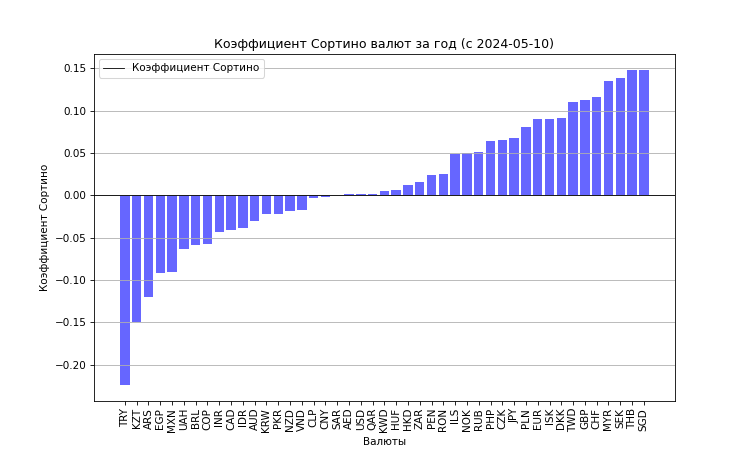 Коэффициент Сортино валют за год (с 2024-05-10)
Коэффициент Сортино
0.15
0.10
0.05
0.00
−0.05
−0.10
−0.15
−0.20
Коэффициент Сортино
TRY
KZT
ARS
EGP
MXN
UAH
BRL
COP
INR
CAD
IDR
AUD
KRW
PKR
NZD
VND
CLP
CNY
SAR
AED
USD
QAR
KWD
HUF
HKD
ZAR
PEN
RON
ILS
NOK
RUB
PHP
CZK
JPY
PLN
EUR
ISK
DKK
TWD
GBP
CHF
MYR
SEK
THB
SGD
Валюты